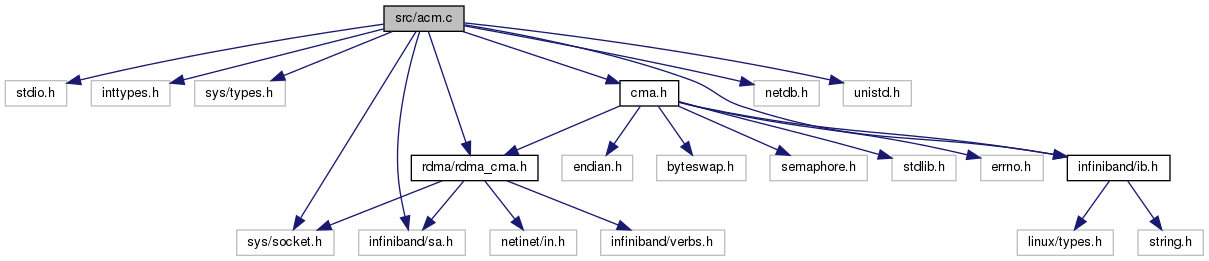 src/acm.c
stdio.h
inttypes.h
sys/types.h
cma.h
netdb.h
unistd.h
rdma/rdma_cma.h
endian.h
byteswap.h
semaphore.h
stdlib.h
errno.h
infiniband/ib.h
sys/socket.h
infiniband/sa.h
netinet/in.h
infiniband/verbs.h
linux/types.h
string.h